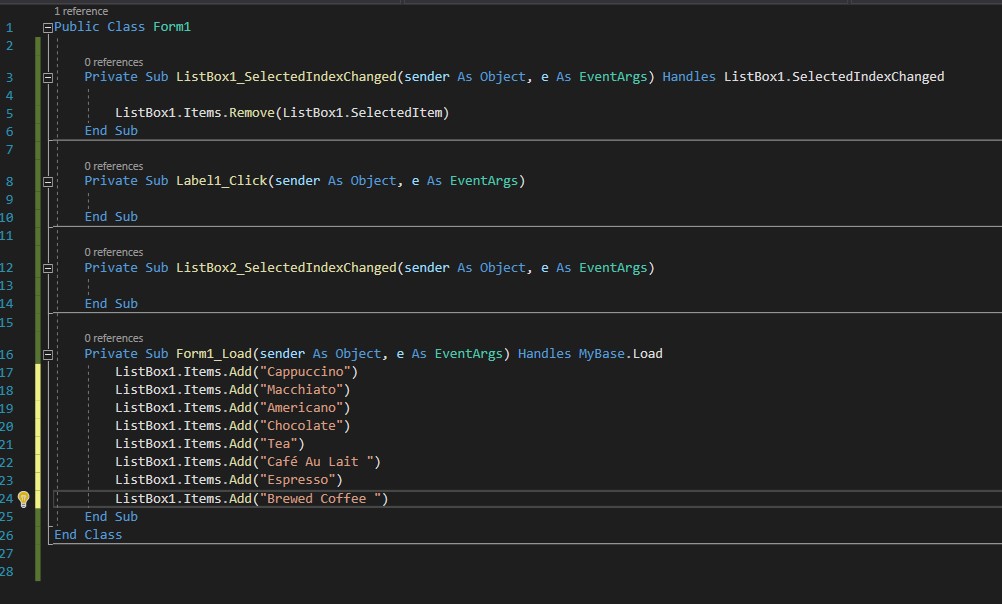 1 reference
1 Public Class Form1
2
0 references
3 Private Sub ListBox1_SelectedIndexChanged(sender As Object, e As EventArgs) Handles ListBox1.SelectedIndexChanged
4
5 ListBox1.Items.Remove(ListBox1.SelectedItem)
6 End Sub
7
0 references
8 Private Sub Label1_Click(sender As Object, e As EventArgs)
9
10 End Sub
11
0 references
12 Private Sub ListBox2_SelectedIndexChanged(sender As Object, e As EventArgs)
13
14 End Sub
15
0 references
16 Private Sub Form1_Load(sender As Object, e As EventArgs) Handles MyBase.Load
17 ListBox1.Items.Add("Cappuccino")
18 ListBox1.Items.Add("Macchiato")
19 ListBox1.Items.Add("Americano")
20 ListBox1.Items.Add("Chocolate")
21 ListBox1.Items.Add("Tea")
22 ListBox1.Items.Add("Café Au Lait ")
23 ListBox1.Items.Add("Espresso")
24 ListBox1.Items.Add("Brewed Coffee ")
25 End Sub
26 End Class
27
28